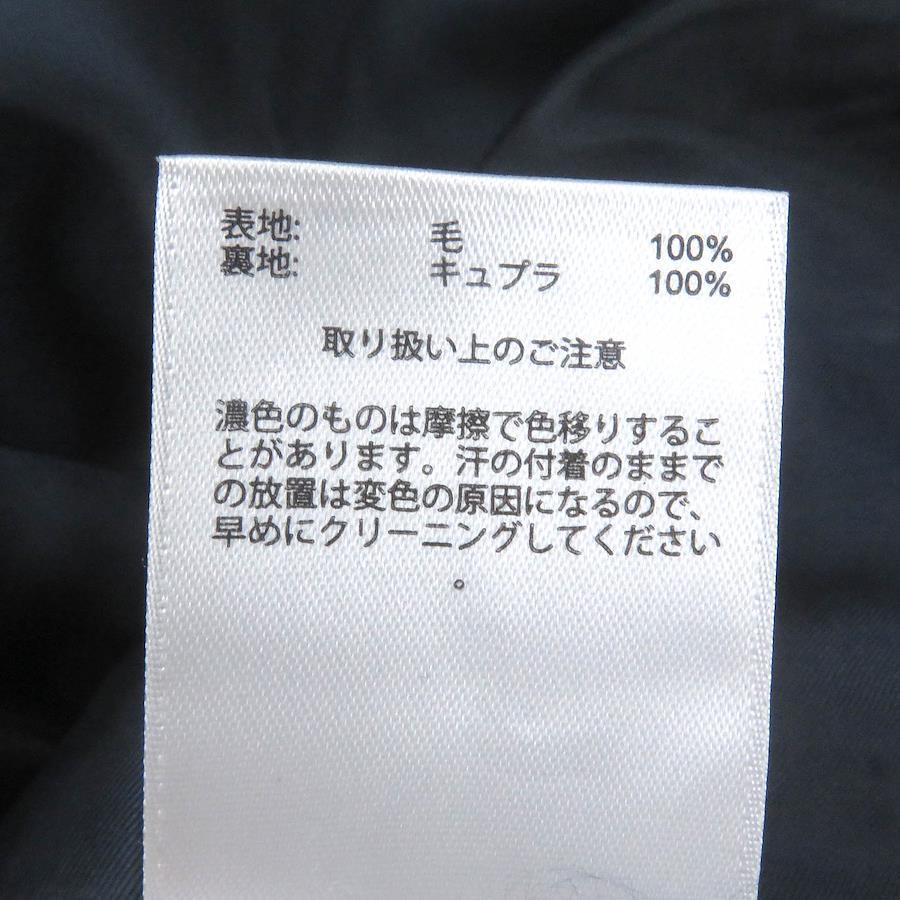 表地: 毛 100%
裏地: キュプラ 100%
取り扱い上のご注意
濃色のものは摩擦で色移りするこ
とがあります。汗の付着のままで
の放置は変色の原因になるので、
早めにクリーニングしてください
。